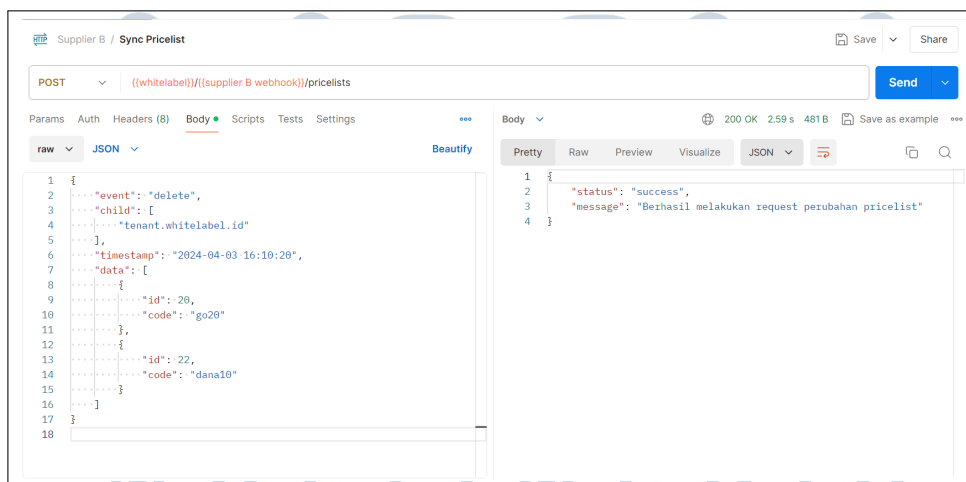 HTTP Supplier B / Sync Pricelist Save Share
POST {{whitelabel}}/{{supplier B webhook}}/pricelists Send
Params Auth Headers (8) Body Scripts Tests Settings
raw JSON Beautify
1 {
2 "event": "delete",
3 "child": [
4 "tenant.whitelabel.id"
5 ],
6 "timestamp": "2024-04-03 16:10:20",
7 "data": [
8 {
9 "id": 20,
10 "code": "go20"
11 },
12 {
13 "id": 22,
14 "code": "dana10"
15 }
16 ]
17 }
18
Body 200 OK 2.59 s 481 B Save as example
Pretty Raw Preview Visualize JSON
1 {
2 "status": "success",
3 "message": "Berhasil melakukan request perubahan pricelist"
4 }